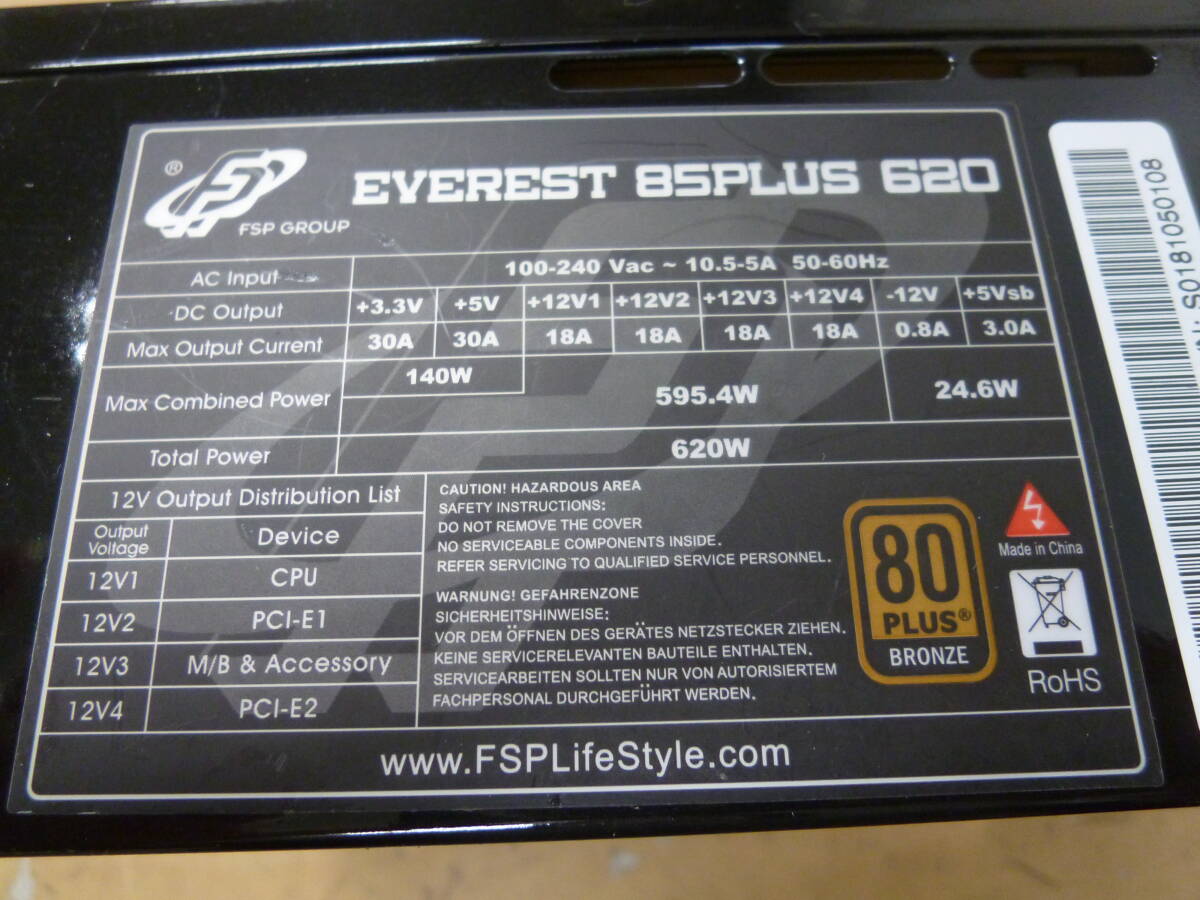 ® FSP GROUP
EVEREST 85PLUS 620
AC Input 100-240 Vac ~ 10.5-5A 50-60Hz
DC Output +3.3V +5V +12V1 +12V2 +12V3 +12V4 -12V +5Vsb
Max Output Current 30A 30A 18A 18A 18A 18A 0.8A 3.0A
Max Combined Power 140W 595.4W 24.6W
Total Power 620W
12V Output Distribution List
Output Voltage Device
12V1 CPU
12V2 PCI-E1
12V3 M/B & Accessory
12V4 PCI-E2
CAUTION! HAZARDOUS AREA
SAFETY INSTRUCTIONS:
DO NOT REMOVE THE COVER
NO SERVICEABLE COMPONENTS INSIDE.
REFER SERVICING TO QUALIFIED SERVICE PERSONNEL.
WARNUNG! GEFAHRENZONE
SICHERHEITSHINWEISE:
VOR DEM ÖFFNEN DES GERÄTES NETZSTECKER ZIEHEN.
KEINE SERVICERELEVANTEN BAUTEILE ENTHALTEN.
SERVICEARBEITEN SOLLTEN NUR VON AUTORISIERTEM
FACHPERSONAL DURCHGEFÜHRT WERDEN.
80
PLUS®
BRONZE
Made in China
RoHS
www.FSPLifeStyle.com
S0181050108